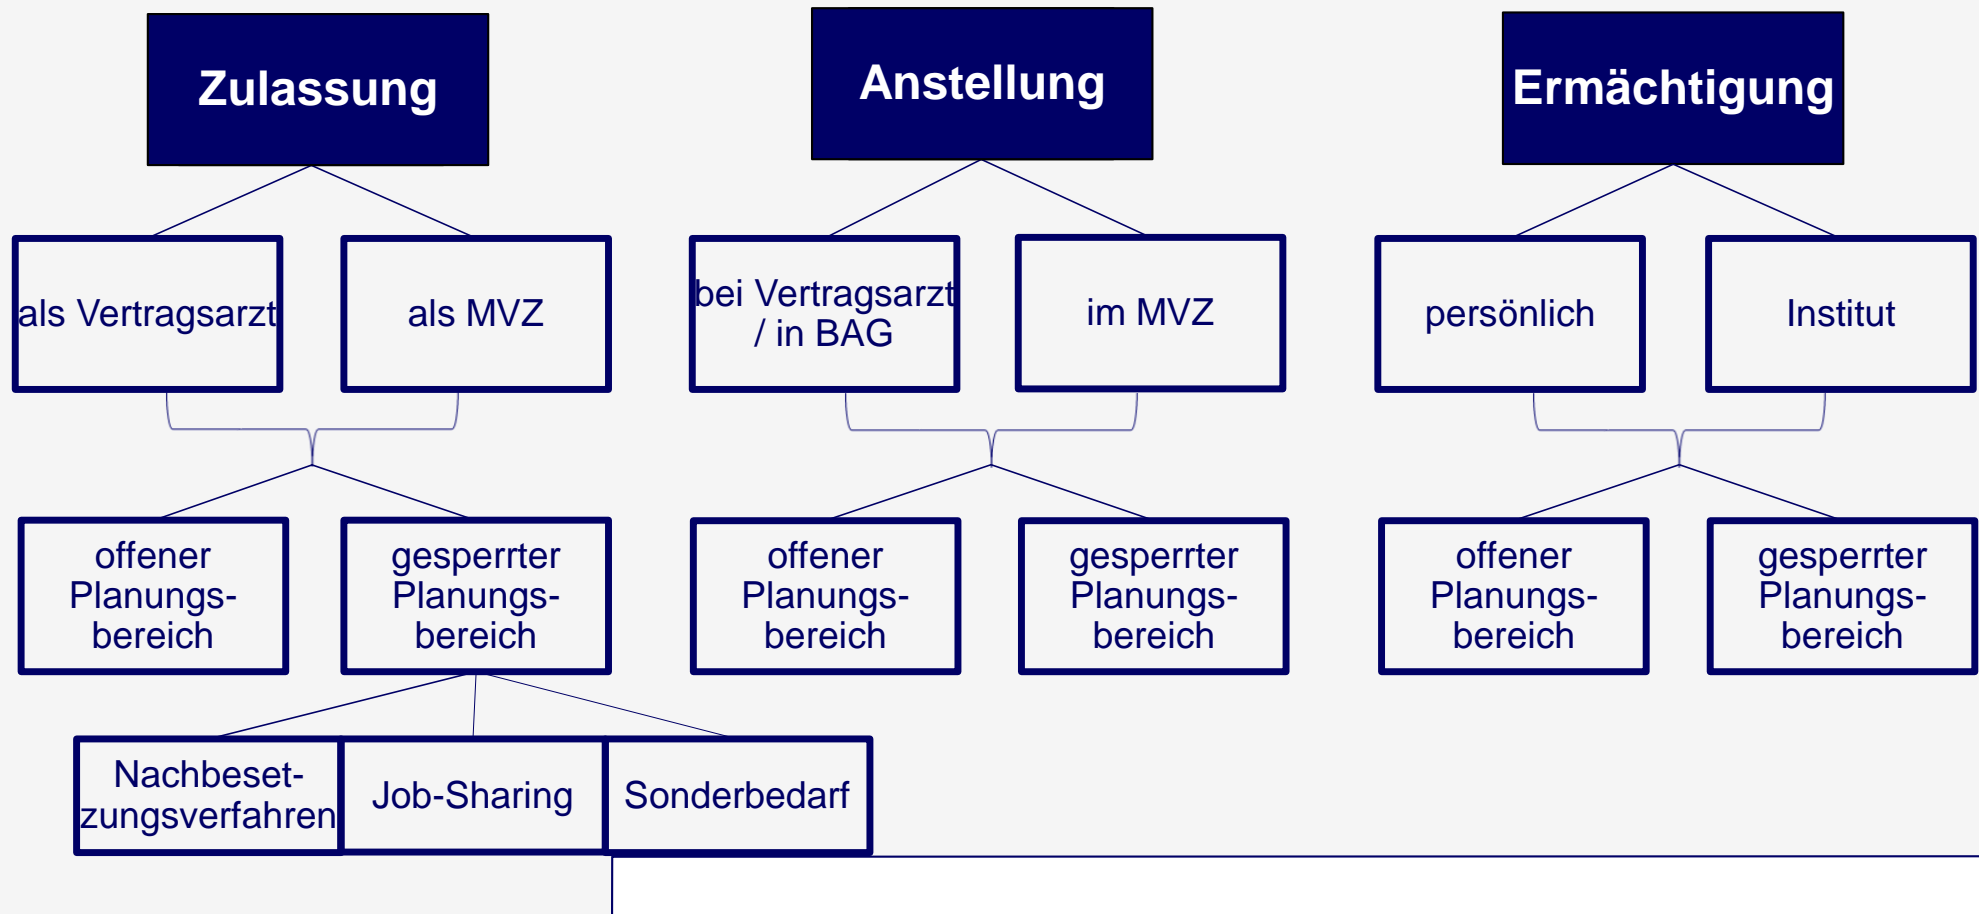 Zulassung
Anstellung
Ermächtigung
als Vertragsarzt
als MVZ
bei Vertragsarzt
/ in BAG
im MVZ
persönlich
Institut
offener
Planungs-
bereich
gesperrter
Planungs-
bereich
offener
Planungs-
bereich
gesperrter
Planungs-
bereich
offener
Planungs-
bereich
gesperrter
Planungs-
bereich
Nachbeset-
zungsverfahren
Job-Sharing
Sonderbedarf